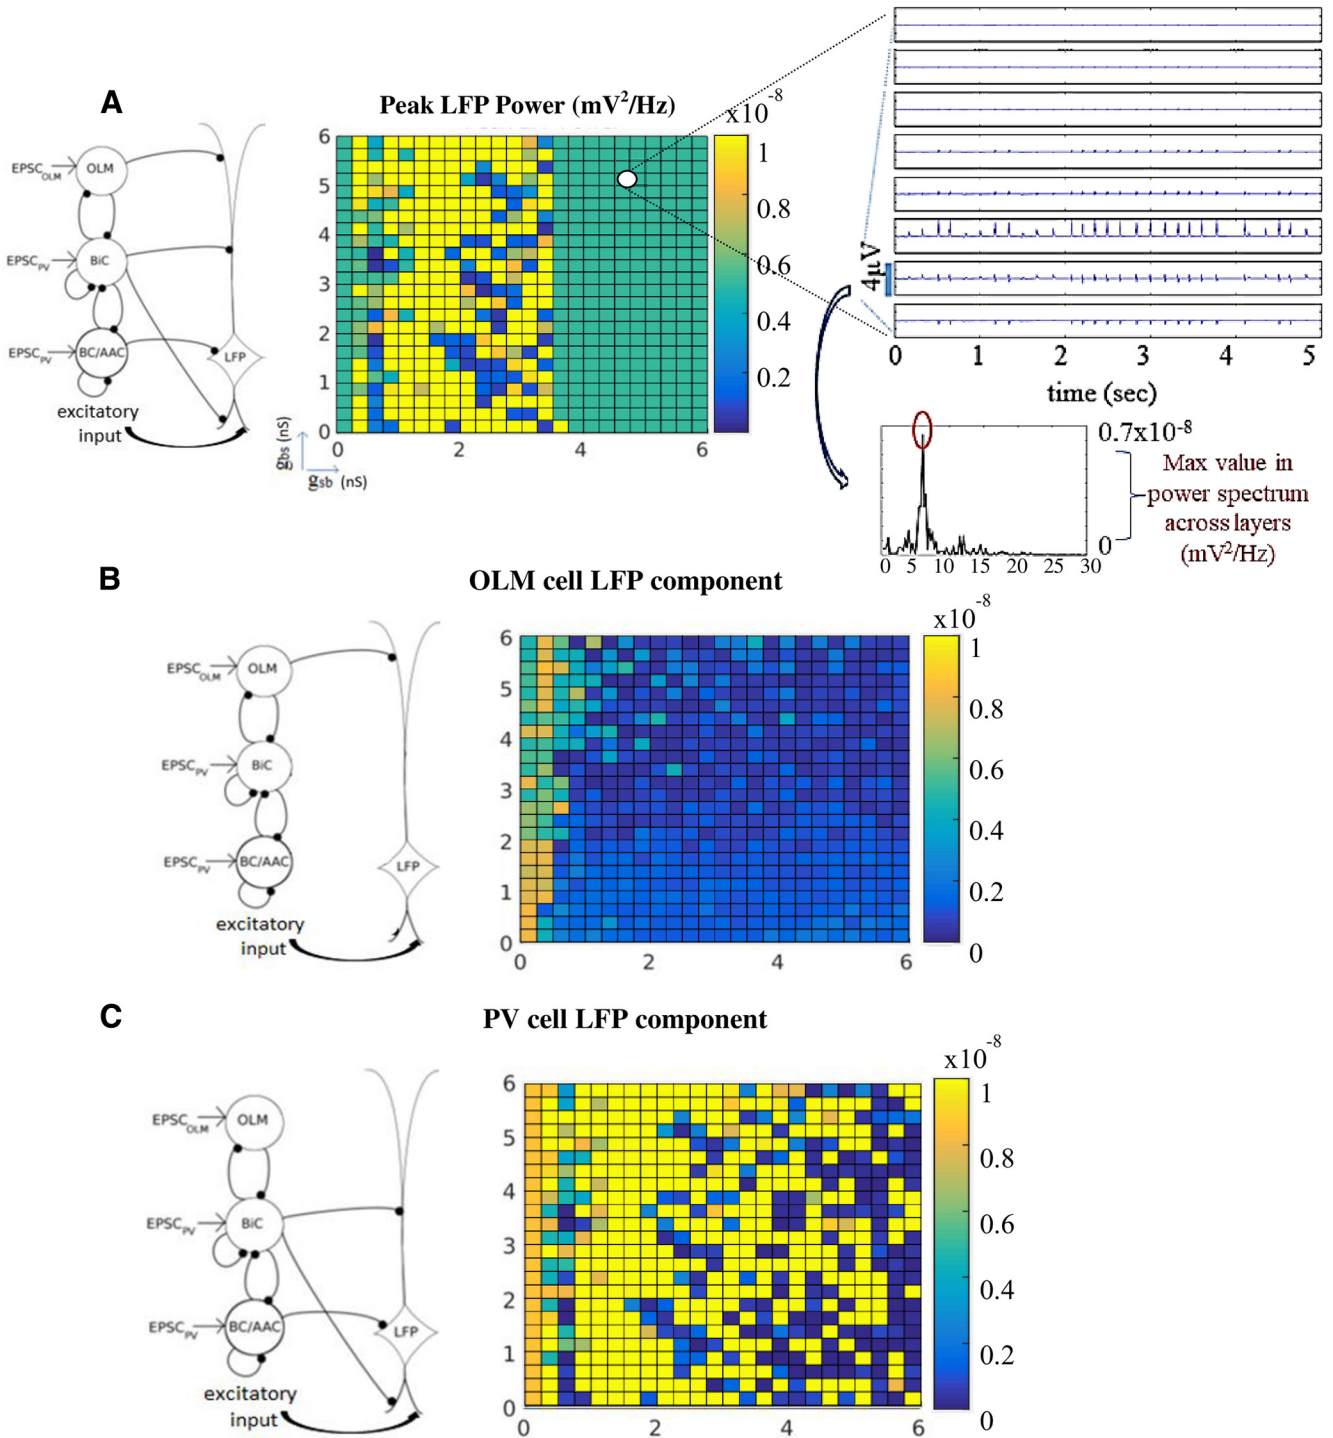 A
Peak LFP Power (mV²/Hz)
x10⁻⁸
EPSC_OLM
OLM
EPSC_PV
BiC
EPSC_PV
BC/AAC
LFP
excitatory
input
6
5
4
3
2
1
0
0 2 4 6
gbs (nS)
gsb (nS)
1
0.8
0.6
0.4
0.2
4µV
0 1 2 3 4 5
time (sec)
0.7x10⁻⁸
0
0 5 10 15 20 25 30
Max value in
power spectrum
across layers
(mV²/Hz)
B
OLM cell LFP component
x10⁻⁸
EPSC_OLM
OLM
EPSC_PV
BiC
EPSC_PV
BC/AAC
LFP
excitatory
input
6
5
4
3
2
1
0
0 2 4 6
1
0.8
0.6
0.4
0.2
0
C
PV cell LFP component
x10⁻⁸
EPSC_OLM
OLM
EPSC_PV
BiC
EPSC_PV
BC/AAC
LFP
excitatory
input
6
5
4
3
2
1
0
0 2 4 6
1
0.8
0.6
0.4
0.2
0